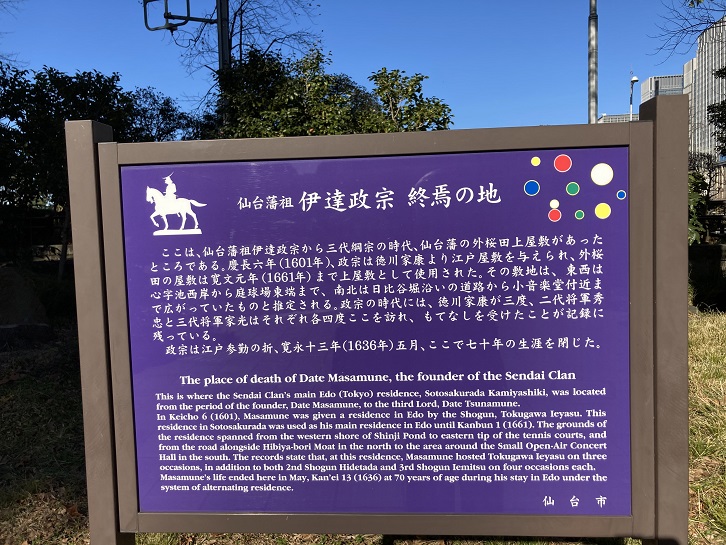 仙台藩祖 伊達政宗 終焉の地
ここは、仙台藩祖伊達政宗から三代綱宗の時代、仙台藩の外桜田上屋敷があった
ところである。慶長六年(1601年)、政宗は徳川家康より江戸屋敷を与えられ、外桜
田の屋敷は寛文元年(1661年)まで上屋敷として使用された。その敷地は、東西は
心字池西岸から庭球場東端まで、南北は日比谷堀沿いの道路から小音楽堂付近ま
で広がっていたものと推定される。政宗の時代には、徳川家康が三度、二代将軍秀
忠と三代将軍家光はそれぞれ各四度ここを訪れ、もてなしを受けたことが記録に
残っている。
政宗は江戸参勤の折、寛永十三年(1636年)五月、ここで七十年の生涯を閉じた。
The place of death of Date Masamune, the founder of the Sendai Clan
This is where the Sendai Clan's main Edo (Tokyo) residence, Sotosakurada Kamiyashiki, was located
from the period of the founder, Date Masamune, to the third Lord, Date Tsunamune.
In Keicho 6 (1601), Masamune was given a residence in Edo by the Shogun, Tokugawa Ieyasu. This
residence in Sotosakurada was used as his main residence in Edo until Kanbun 1 (1661). The grounds of
the residence spanned from the western shore of Shinji Pond to eastern tip of the tennis courts, and
from the road alongside Hibiya-bori Moat in the north to the area around the Small Open-Air Concert
Hall in the south. The records state that, at this residence, Masamune hosted Tokugawa Ieyasu on three
occasions, in addition to both 2nd Shogun Hidetada and 3rd Shogun Iemitsu on four occasions each.
Masamune's life ended here in May, Kan'ei 13 (1636) at 70 years of age during his stay in Edo under the
system of alternating residence.
仙台市